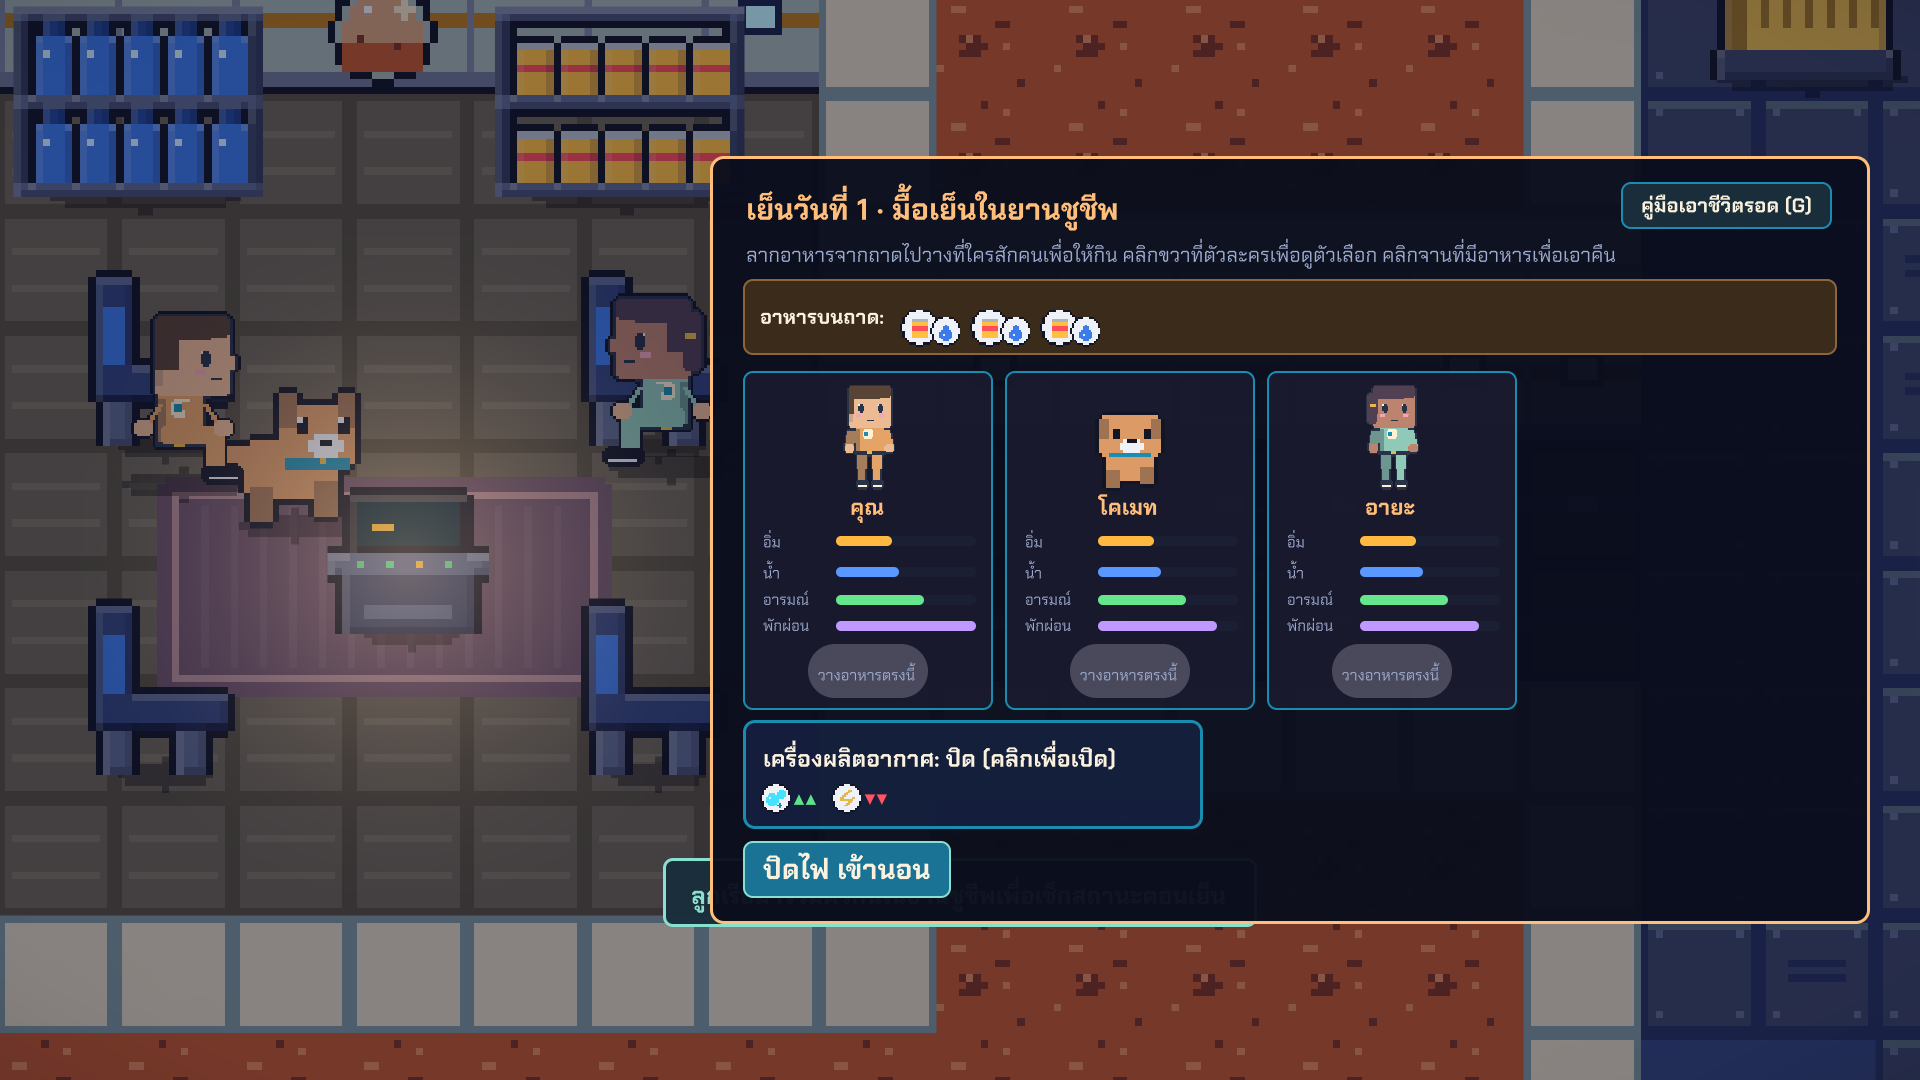 เย็นวันที่ 1 · มื้อเย็นในยานชูชีพ
คู่มือเอาชีวิตรอด (G)
ลากอาหารจากถาดไปวางที่ใครสักคนเพื่อให้กิน คลิกขวาที่ตัวละครเพื่อดูตัวเลือก คลิกจานที่มีอาหารเพื่อเอาคืน
อาหารบนถาด:
คุณ
อิ่ม
น้ำ
อารมณ์
พักผ่อน
วางอาหารตรงนี้
โคเมท
อิ่ม
น้ำ
อารมณ์
พักผ่อน
วางอาหารตรงนี้
อายะ
อิ่ม
น้ำ
อารมณ์
พักผ่อน
วางอาหารตรงนี้
เครื่องผลิตอากาศ: ปิด (คลิกเพื่อเปิด)
ปิดไฟ เข้านอน